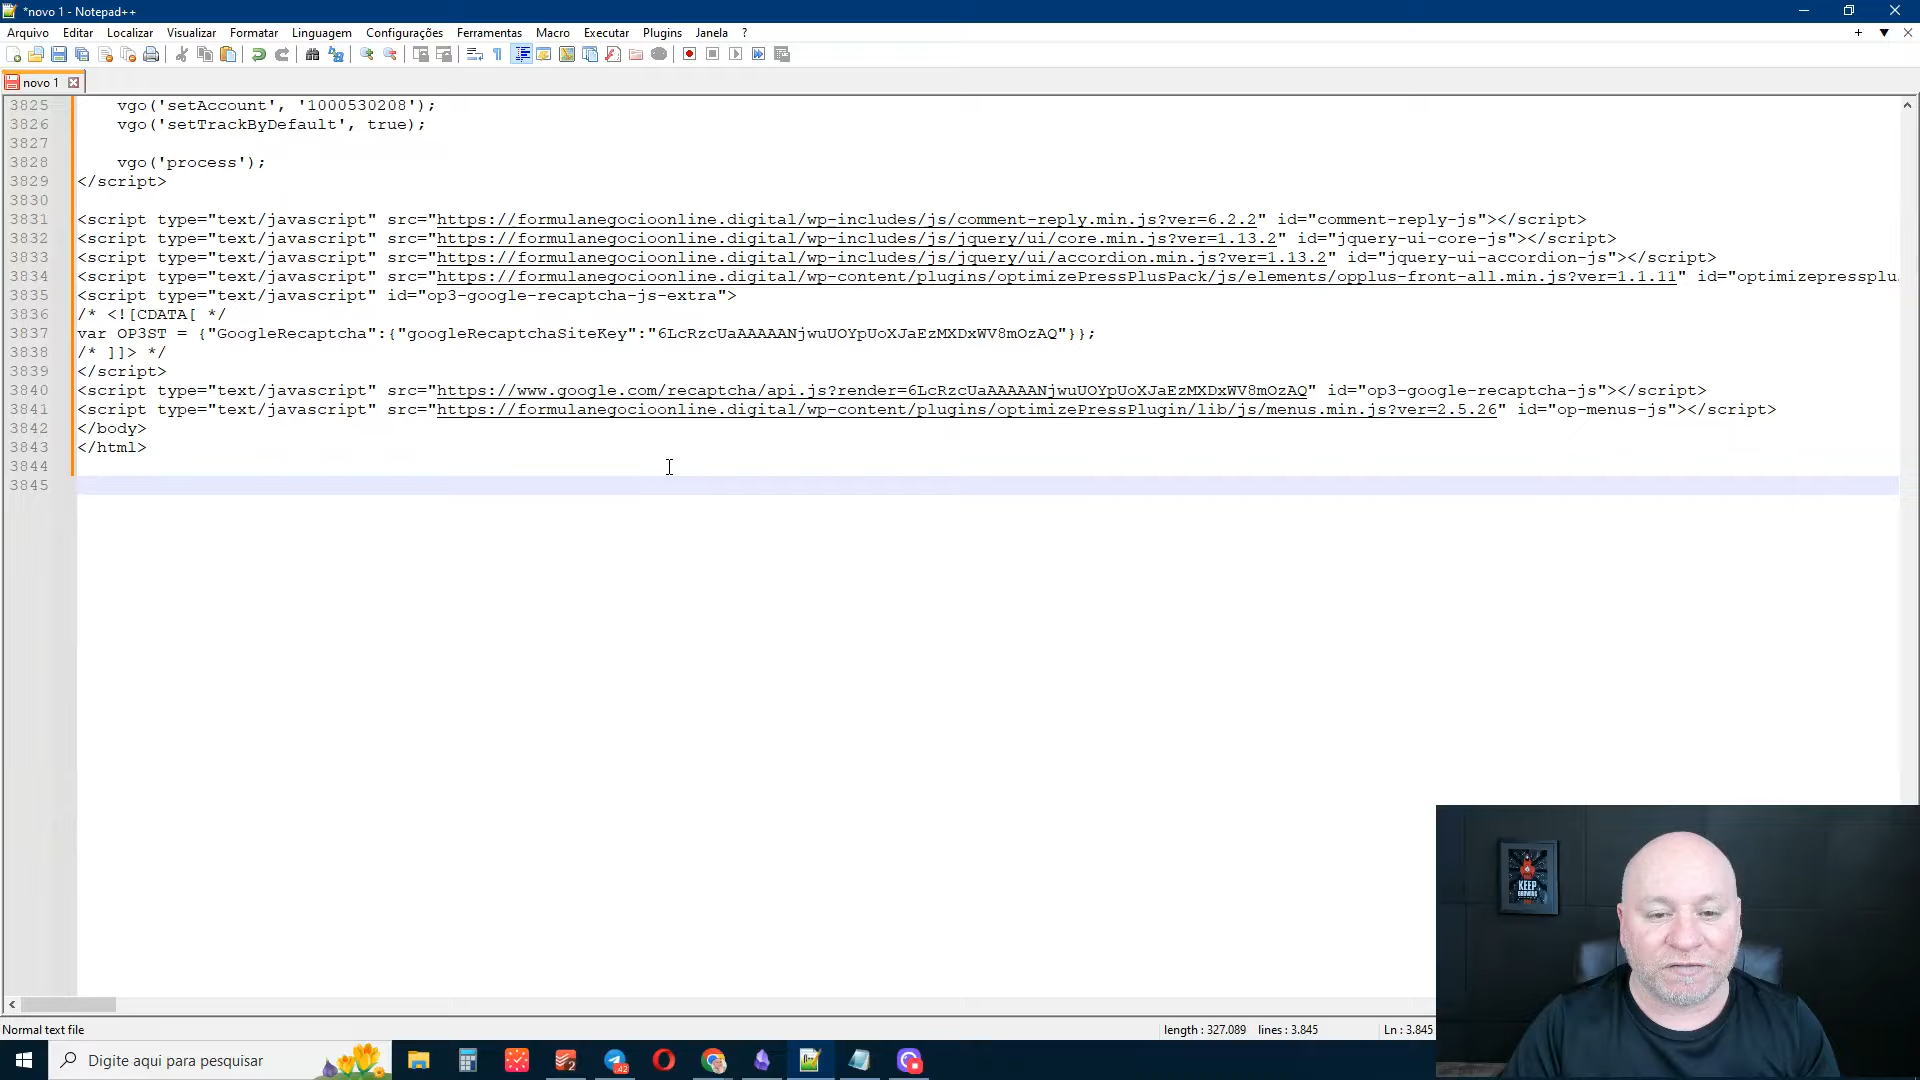 *novo 1 - Notepad++
Arquivo Editar Localizar Visualizar Formatar Linguagem Configurações Ferramentas Macro Executar Plugins Janela ?
novo 1
3825 vgo('setAccount', '1000530208');
3826 vgo('setTrackByDefault', true);
3827
3828 vgo('process');
3829 </script>
3830
3831 <script type="text/javascript" src="https://formulanegocioonline.digital/wp-includes/js/comment-reply.min.js?ver=6.2.2" id="comment-reply-js"></script>
3832 <script type="text/javascript" src="https://formulanegocioonline.digital/wp-includes/js/jquery/ui/core.min.js?ver=1.13.2" id="jquery-ui-core-js"></script>
3833 <script type="text/javascript" src="https://formulanegocioonline.digital/wp-includes/js/jquery/ui/accordion.min.js?ver=1.13.2" id="jquery-ui-accordion-js"></script>
3834 <script type="text/javascript" src="https://formulanegocioonline.digital/wp-content/plugins/optimizePressPlusPack/js/elements/opplus-front-all.min.js?ver=1.1.11" id="optimizepressplu
3835 <script type="text/javascript" id="op3-google-recaptcha-js-extra">
3836 /* <![CDATA[ */
3837 var OP3ST = {"GoogleRecaptcha":{"googleRecaptchaSiteKey":"6LcRzcUaAAAAANjwuUOYpUoXJaEzMXDxWV8mOzAQ"}};
3838 /* ]]> */
3839 </script>
3840 <script type="text/javascript" src="https://www.google.com/recaptcha/api.js?render=6LcRzcUaAAAAANjwuUOYpUoXJaEzMXDxWV8mOzAQ" id="op3-google-recaptcha-js"></script>
3841 <script type="text/javascript" src="https://formulanegocioonline.digital/wp-content/plugins/optimizePressPlugin/lib/js/menus.min.js?ver=2.5.26" id="op-menus-js"></script>
3842 </body>
3843 </html>
3844
3845
KEEP
GROWING
Normal text file length : 327.089 lines : 3.845 Ln : 3.845
Digite aqui para pesquisar 2 42